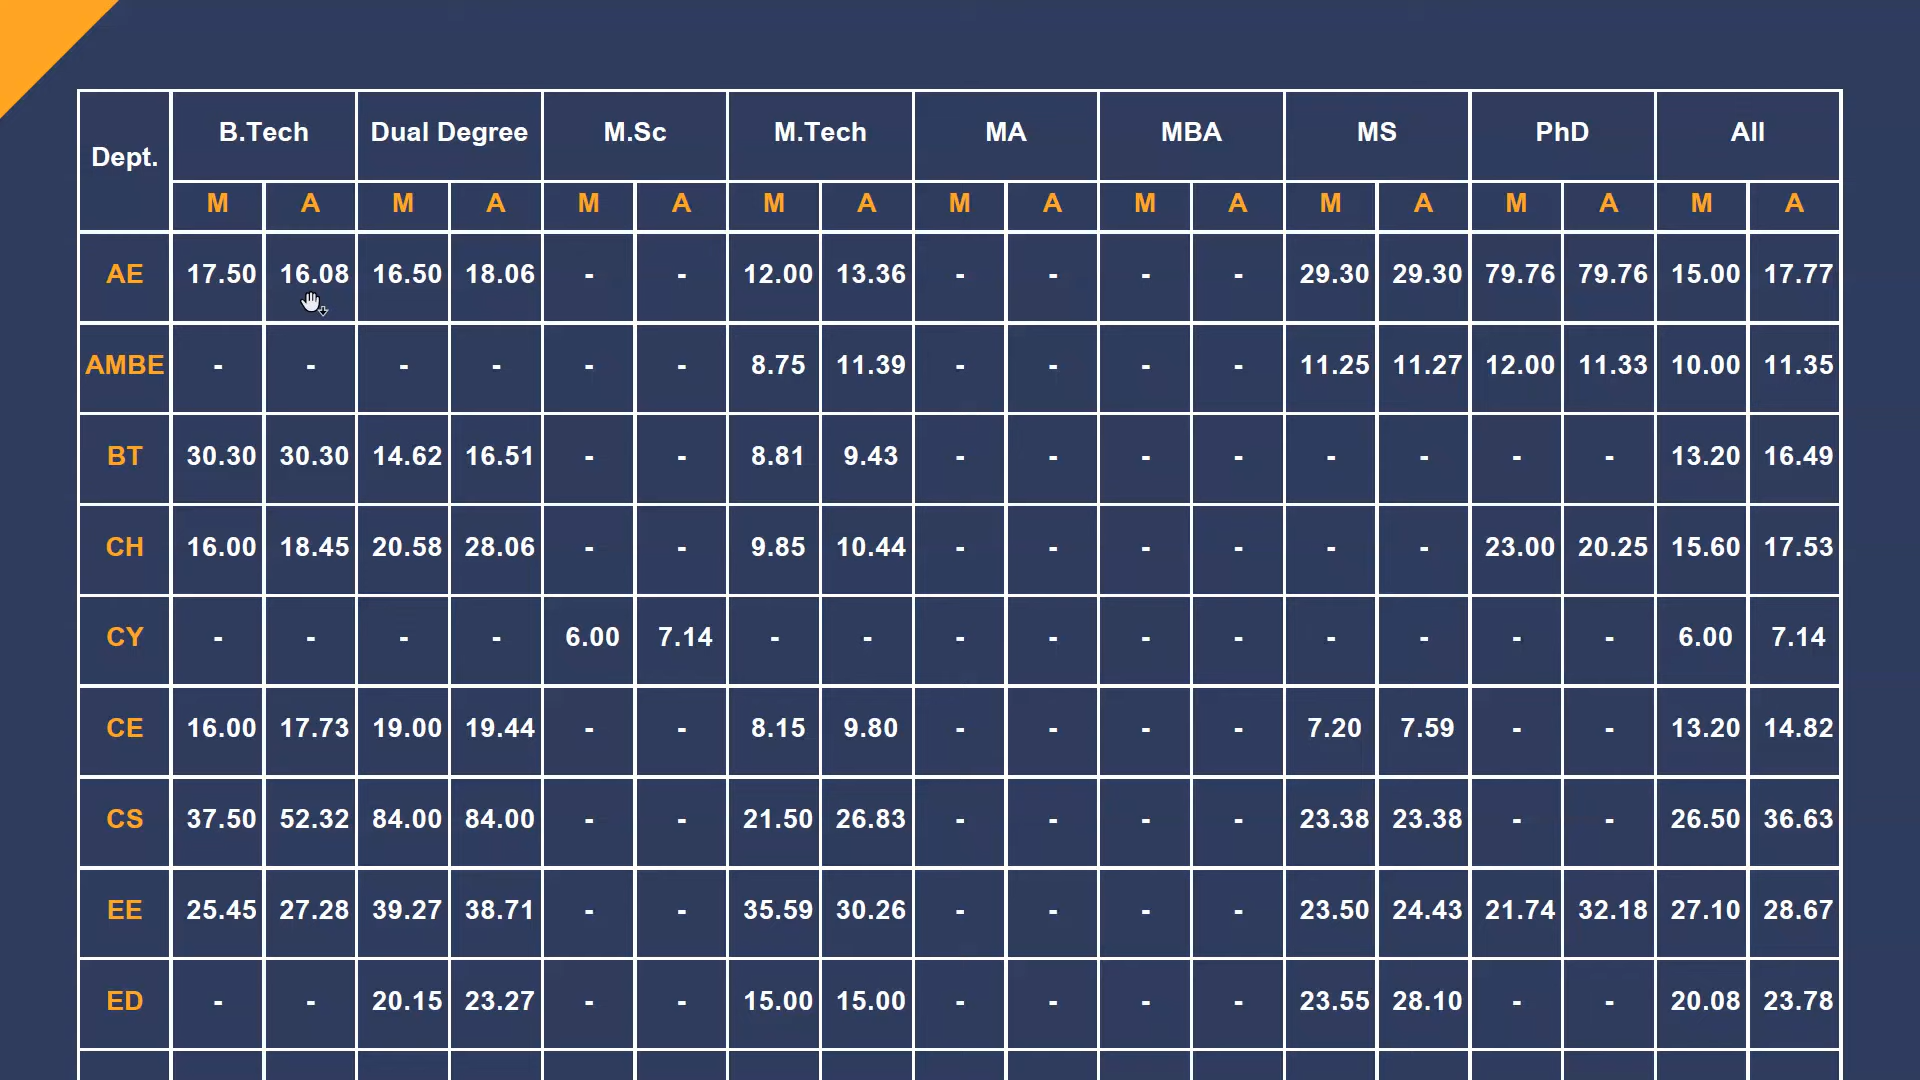 Dept. B.Tech Dual Degree M.Sc M.Tech MA MBA MS PhD All
M A M A M A M A M A M A M A M A M A
AE 17.50 16.08 16.50 18.06 - - 12.00 13.36 - - - - 29.30 29.30 79.76 79.76 15.00 17.77
AMBE - - - - - - 8.75 11.39 - - - - 11.25 11.27 12.00 11.33 10.00 11.35
BT 30.30 30.30 14.62 16.51 - - 8.81 9.43 - - - - - - - - 13.20 16.49
CH 16.00 18.45 20.58 28.06 - - 9.85 10.44 - - - - - - 23.00 20.25 15.60 17.53
CY - - - - 6.00 7.14 - - - - - - - - - - 6.00 7.14
CE 16.00 17.73 19.00 19.44 - - 8.15 9.80 - - - - 7.20 7.59 - - 13.20 14.82
CS 37.50 52.32 84.00 84.00 - - 21.50 26.83 - - - - 23.38 23.38 - - 26.50 36.63
EE 25.45 27.28 39.27 38.71 - - 35.59 30.26 - - - - 23.50 24.43 21.74 32.18 27.10 28.67
ED - - 20.15 23.27 - - 15.00 15.00 - - - - 23.55 28.10 - - 20.08 23.78